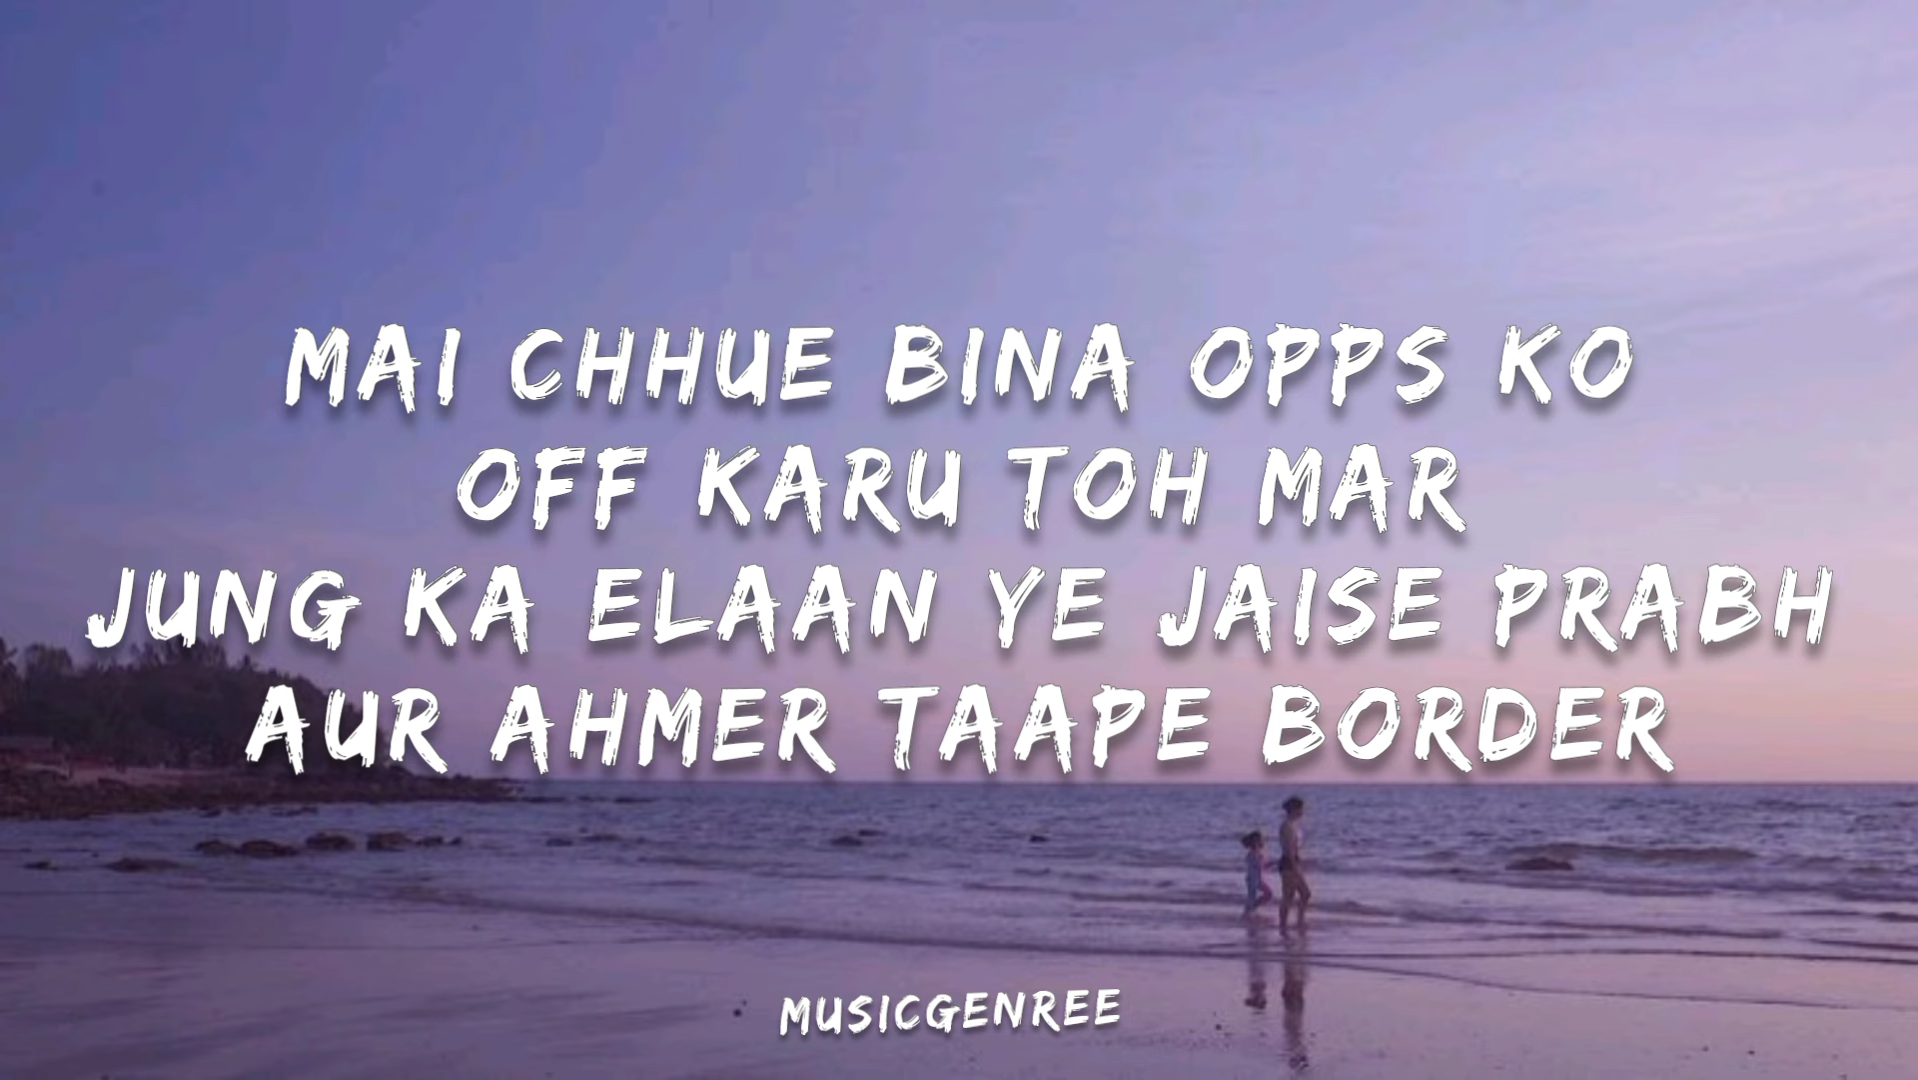 MAI CHHUE BINA OPPS KO
OFF KARU TOH MAR
JUNG KA ELAAN YE JAISE PRABH
AUR AHMER TAAPE BORDER
MUSICGENREE